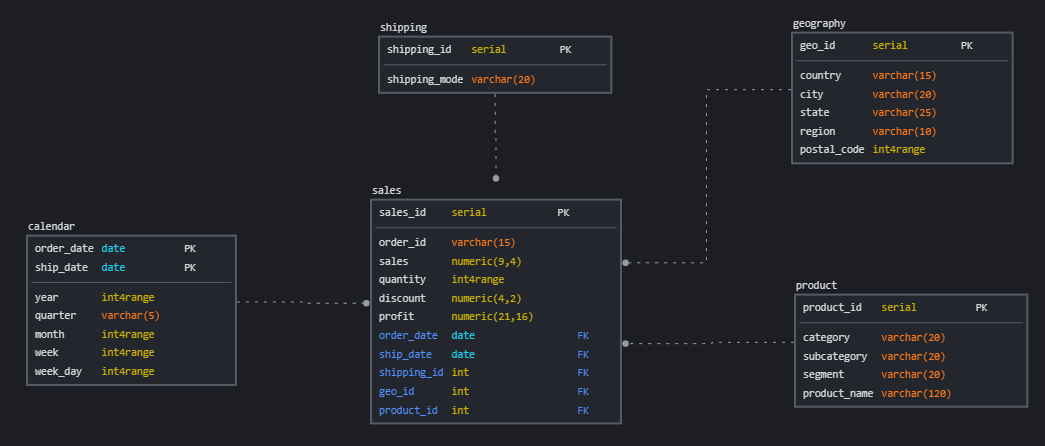 shipping
shipping_id serial PK
shipping_mode varchar(20)
geography
geo_id serial PK
country varchar(15)
city varchar(20)
state varchar(25)
region varchar(10)
postal_code int4range
sales
sales_id serial PK
order_id varchar(15)
sales numeric(9,4)
quantity int4range
discount numeric(4,2)
profit numeric(21,16)
order_date date FK
ship_date date FK
shipping_id int FK
geo_id int FK
product_id int FK
calendar
order_date date PK
ship_date date PK
year int4range
quarter varchar(5)
month int4range
week int4range
week_day int4range
product
product_id serial PK
category varchar(20)
subcategory varchar(20)
segment varchar(20)
product_name varchar(120)